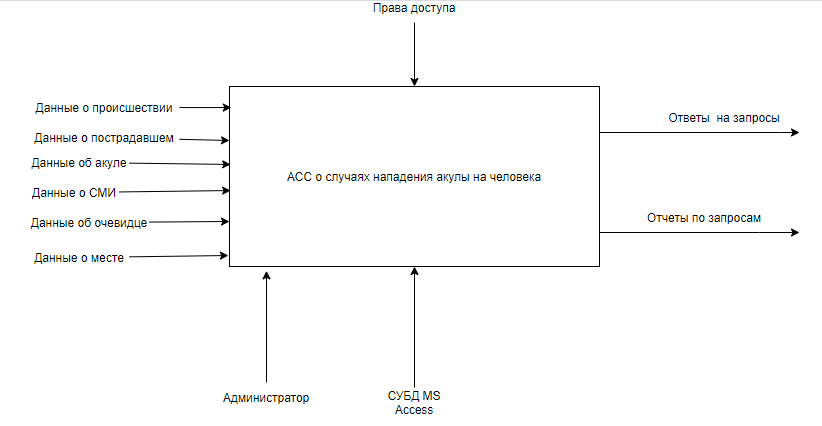 Права доступа
Данные о происшествии
Данные о пострадавшем
Данные об акуле
Данные о СМИ
Данные об очевидце
Данные о месте
АСС о случаях нападения акулы на человека
Ответы на запросы
Отчеты по запросам
Администратор
СУБД MS
Access